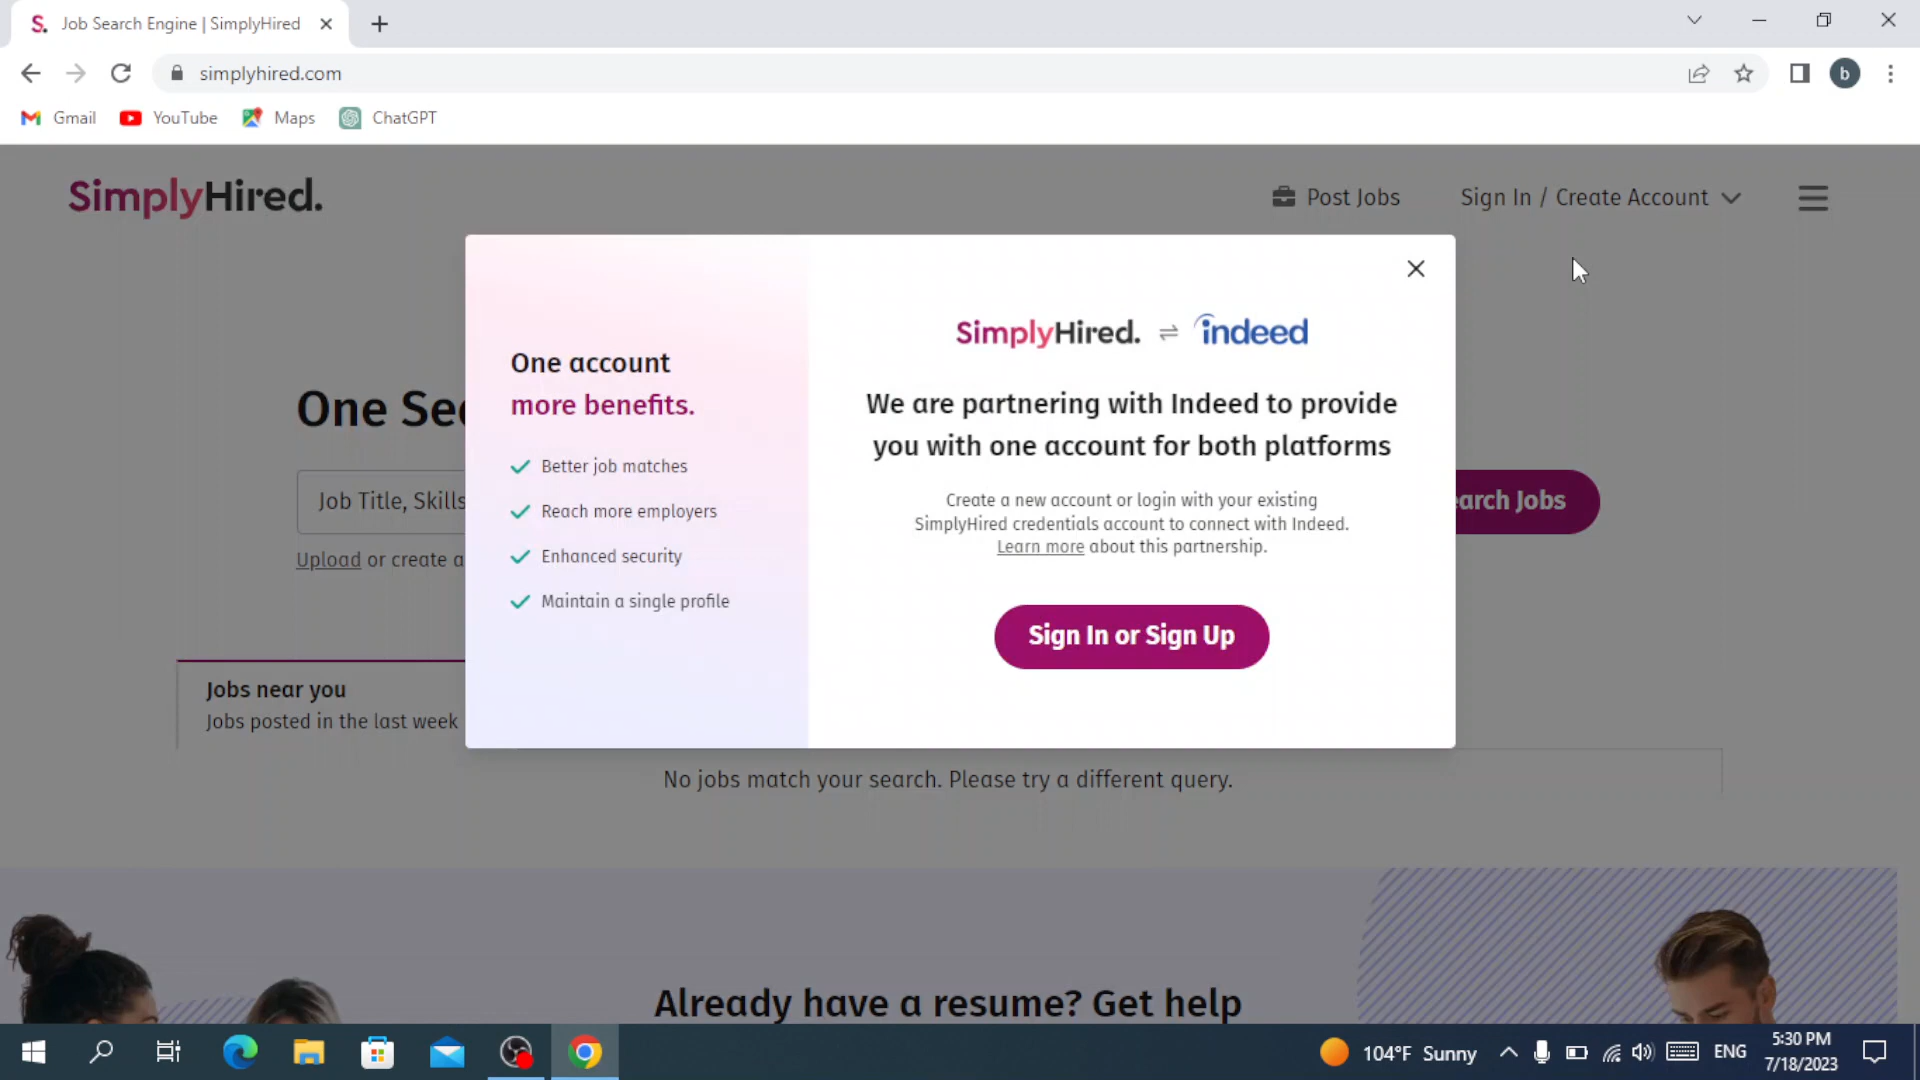 Job Search Engine | SimplyHired
simplyhired.com
b
Gmail
YouTube
Maps
ChatGPT
SimplyHired.
Post Jobs
Sign In / Create Account
One account
more benefits.
Better job matches
Reach more employers
Enhanced security
Maintain a single profile
SimplyHired. indeed
We are partnering with Indeed to provide
you with one account for both platforms
Create a new account or login with your existing
SimplyHired credentials account to connect with Indeed.
Learn more about this partnership.
Sign In or Sign Up
One Sea
Job Title, Skills
earch Jobs
Upload or create a
Jobs near you
Jobs posted in the last week
No jobs match your search. Please try a different query.
Already have a resume? Get help
104°F Sunny
ENG
5:30 PM
7/18/2023